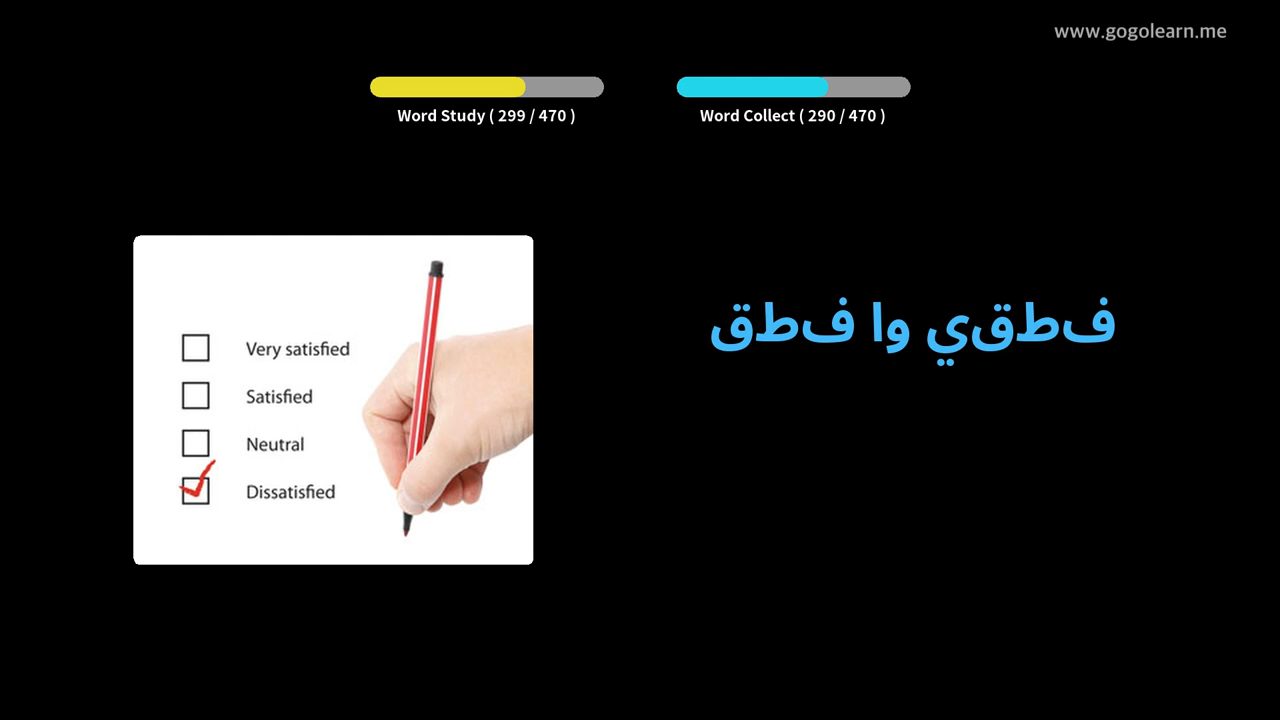 www.gogolearn.me
Word Study ( 299 / 470 )
Word Collect ( 290 / 470 )
فطقي وا فطق
Very satisfied
Satisfied
Neutral
Dissatisfied